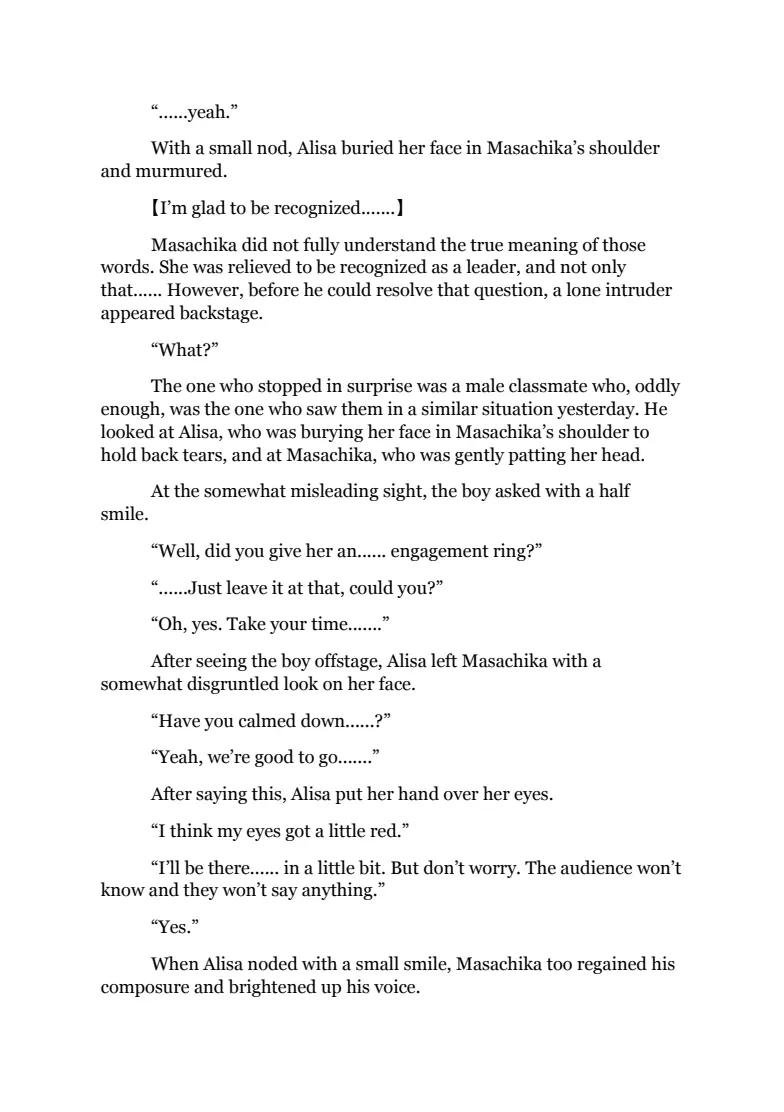 “......yeah.”
With a small nod, Alisa buried her face in Masachika’s shoulder
and murmured.
【I’m glad to be recognized.......】
Masachika did not fully understand the true meaning of those
words. She was relieved to be recognized as a leader, and not only
that...... However, before he could resolve that question, a lone intruder
appeared backstage.
“What?”
The one who stopped in surprise was a male classmate who, oddly
enough, was the one who saw them in a similar situation yesterday. He
looked at Alisa, who was burying her face in Masachika’s shoulder to
hold back tears, and at Masachika, who was gently patting her head.
At the somewhat misleading sight, the boy asked with a half
smile.
“Well, did you give her an...... engagement ring?”
“......Just leave it at that, could you?”
“Oh, yes. Take your time.......”
After seeing the boy offstage, Alisa left Masachika with a
somewhat disgruntled look on her face.
“Have you calmed down......?”
“Yeah, we’re good to go.......”
After saying this, Alisa put her hand over her eyes.
“I think my eyes got a little red.”
“I’ll be there...... in a little bit. But don’t worry. The audience won’t
know and they won’t say anything.”
“Yes.”
When Alisa noded with a small smile, Masachika too regained his
composure and brightened up his voice.